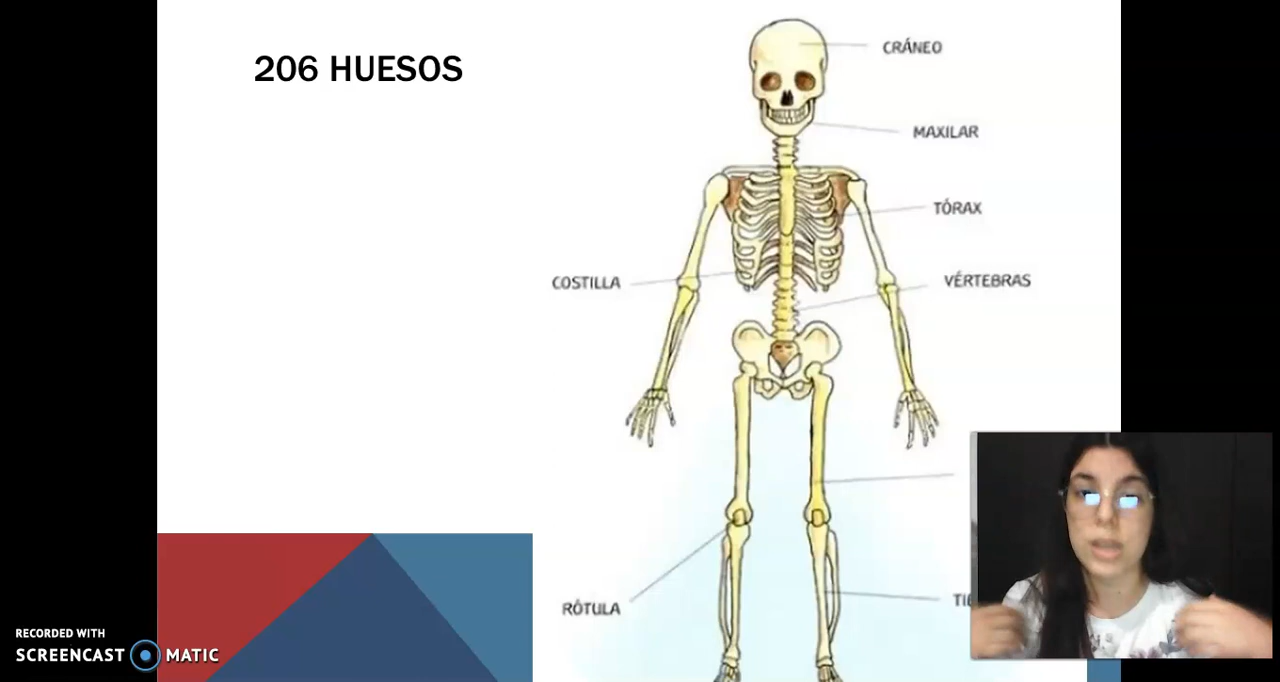 206 HUESOS
CRÁNEO
MAXILAR
TÓRAX
COSTILLA
VÉRTEBRAS
RÓTULA
RECORDED WITH
SCREENCAST MATIC